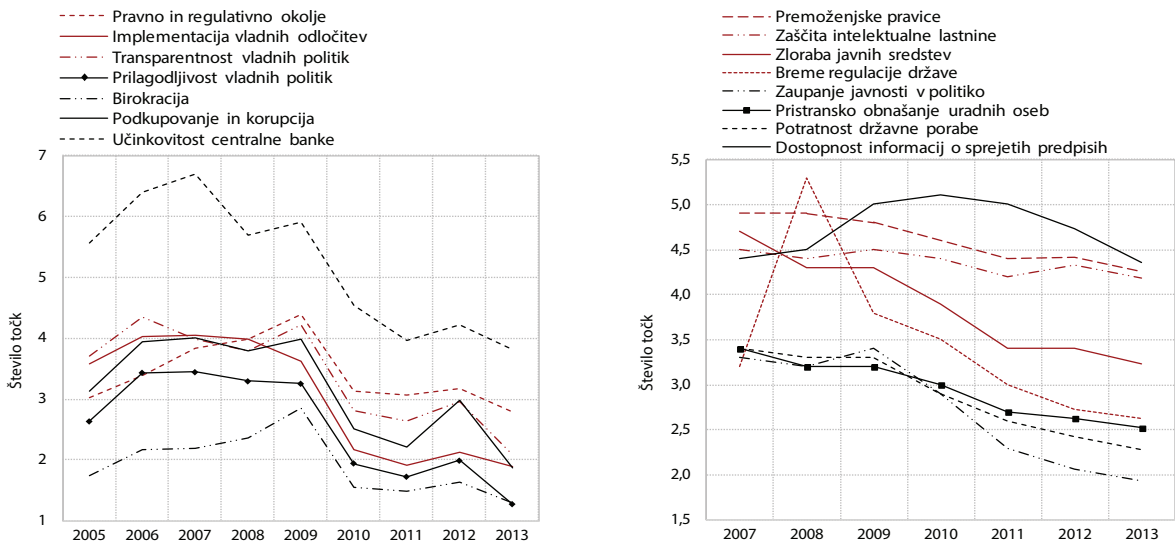 Pravno in regulativno okolje
Implementacija vladnih odločitev
Transparentnost vladnih politik
Prilagodljivost vladnih politik
Birokracija
Podkupovanje in korupcija
Učinkovitost centralne banke
7
6
5
4
3
2
1
Število točk
2005 2006 2007 2008 2009 2010 2011 2012 2013
Premoženjske pravice
Zaščita intelektualne lastnine
Zloraba javnih sredstev
Breme regulacije države
Zaupanje javnosti v politiko
Pristransko obnašanje uradnih oseb
Potratnost državne porabe
Dostopnost informacij o sprejetih predpisih
5,5
5,0
4,5
4,0
3,5
3,0
2,5
2,0
1,5
Število točk
2007 2008 2009 2010 2011 2012 2013